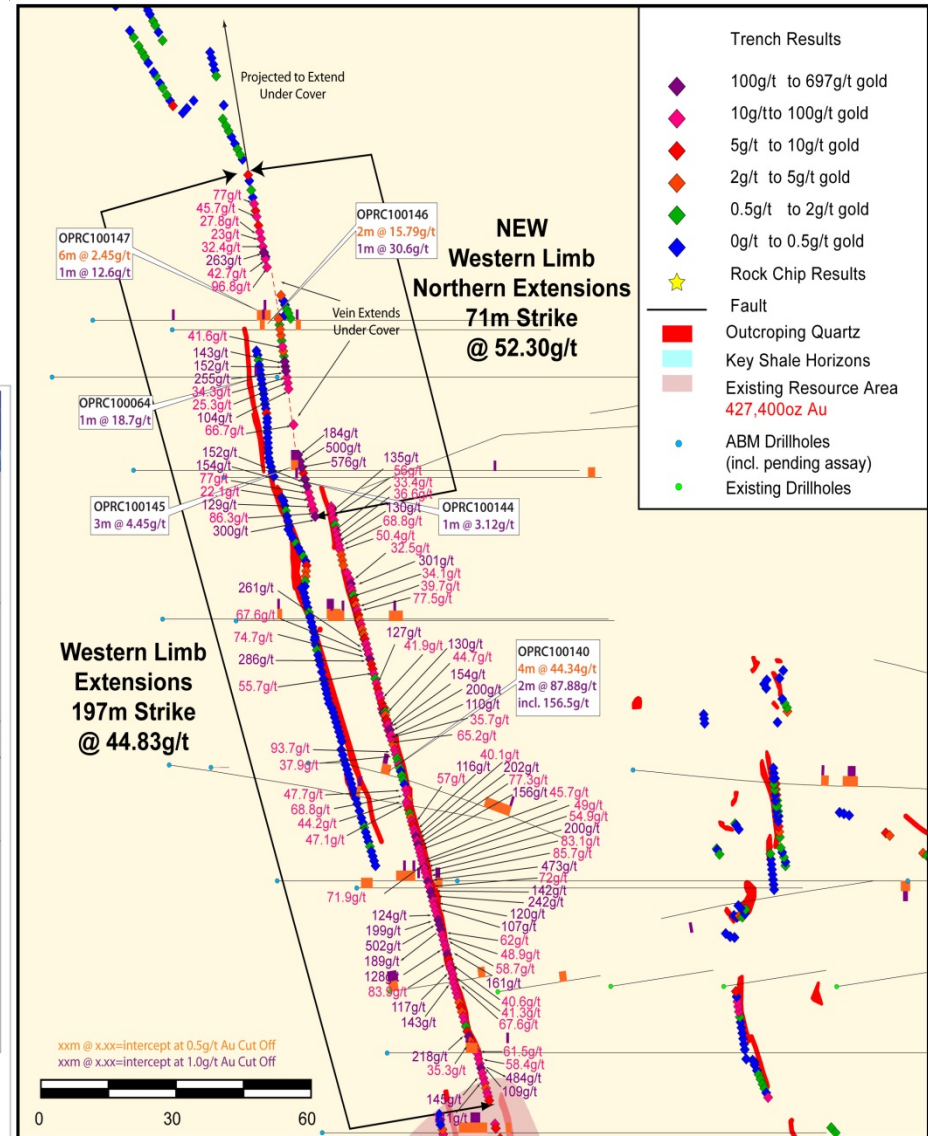 Trench Results
100g/t to 697g/t gold
10g/tto 100g/t gold
5g/t to 10g/t gold
2g/t to 5g/t gold
0.5g/t to 2g/t gold
0g/t to 0.5g/t gold
Rock Chip Results
Fault
Outcroping Quartz
Key Shale Horizons
Existing Resource Area
427,400oz Au
ABM Drillholes
(incl. pending assay)
Existing Drillholes
Projected to Extend
Under Cover
77g/t
45.7g/t
27.8g/t
23g/t
32.4g/t
263g/t
42.7g/t
96.8g/t
OPRC100147
6m @ 2.45g/t
1m @ 12.6g/t
OPRC100146
2m @ 15.79g/t
1m @ 30.6g/t
NEW
Western Limb
Northern Extensions
71m Strike
@ 52.30g/t
Vein Extends
Under Cover
41.6g/t
143g/t
152g/t
255g/t
34.3g/t
25.3g/t
104g/t
66.7g/t
OPRC100064
1m @ 18.7g/t
184g/t
500g/t
576g/t
152g/t
154g/t
77g/t
22.1g/t
129g/t
86.3g/t
300g/t
OPRC100145
3m @ 4.45g/t
OPRC100144
1m @ 3.12g/t
135g/t
56g/t
33.4g/t
36.6g/t
130g/t
68.8g/t
50.4g/t
32.5g/t
301g/t
34.1g/t
39.7g/t
77.5g/t
261g/t
67.6g/t
74.7g/t
286g/t
55.7g/t
Western Limb
Extensions
197m Strike
@ 44.83g/t
127g/t
41.9g/t
130g/t
44.7g/t
154g/t
200g/t
110g/t
35.7g/t
65.2g/t
OPRC100140
4m @ 44.34g/t
2m @ 87.88g/t
incl. 156.5g/t
93.7g/t
37.9g/t
47.7g/t
68.8g/t
44.2g/t
47.1g/t
40.1g/t
116g/t
202g/t
57g/t
77.3g/t
156g/t
45.7g/t
49g/t
54.9g/t
200g/t
83.1g/t
85.7g/t
473g/t
72g/t
142g/t
242g/t
120g/t
107g/t
62g/t
48.9g/t
58.7g/t
161g/t
40.6g/t
41.3g/t
67.6g/t
71.9g/t
124g/t
199g/t
502g/t
189g/t
128g/t
83.9g/t
117g/t
143g/t
218g/t
35.3g/t
61.5g/t
58.4g/t
484g/t
109g/t
145g/t
xxm @ x.xx=intercept at 0.5g/t Au Cut Off
xxm @ x.xx=intercept at 1.0g/t Au Cut Off
0 30 60